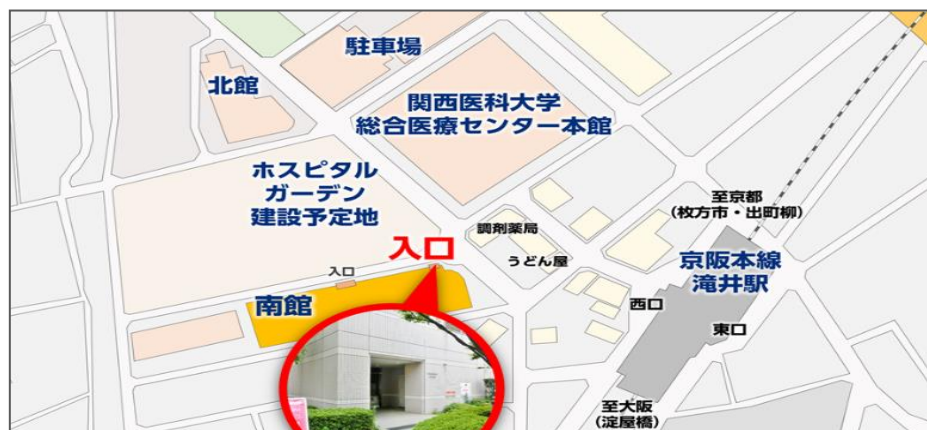 駐車場
北館
関西医科大学
総合医療センター本館
ホスピタル
ガーデン
建設予定地
至京都
(枚方市・出町柳)
調剤薬局
うどん屋
入口
京阪本線
滝井駅
入口
南館
西口
東口
至大阪
(淀屋橋)